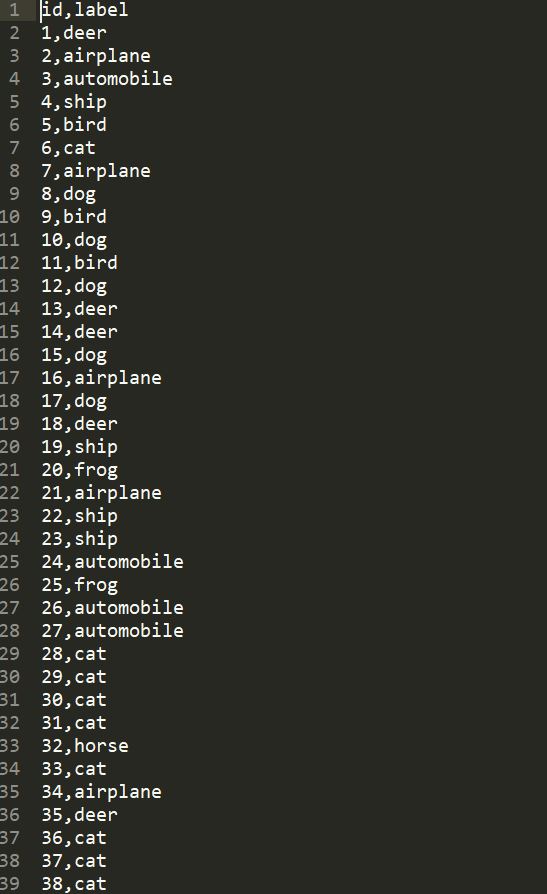 1 id,label
2 1,deer
3 2,airplane
4 3,automobile
5 4,ship
6 5,bird
7 6,cat
8 7,airplane
9 8,dog
10 9,bird
11 10,dog
12 11,bird
13 12,dog
14 13,deer
15 14,deer
16 15,dog
17 16,airplane
18 17,dog
19 18,deer
20 19,ship
21 20,frog
22 21,airplane
23 22,ship
24 23,ship
25 24,automobile
26 25,frog
27 26,automobile
28 27,automobile
29 28,cat
30 29,cat
31 30,cat
32 31,cat
33 32,horse
34 33,cat
35 34,airplane
36 35,deer
37 36,cat
38 37,cat
39 38,cat